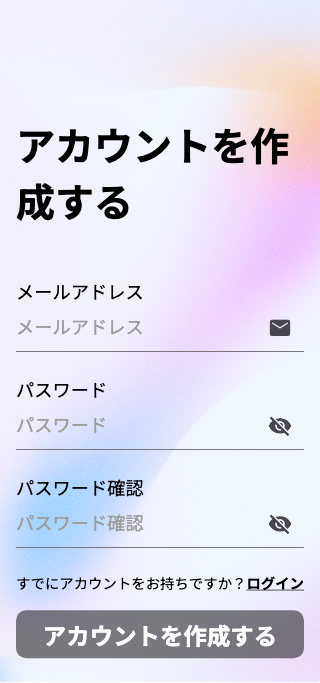 アカウントを作
成する
メールアドレス
メールアドレス
パスワード
パスワード
パスワード確認
パスワード確認
すでにアカウントをお持ちですか？ログイン
アカウントを作成する